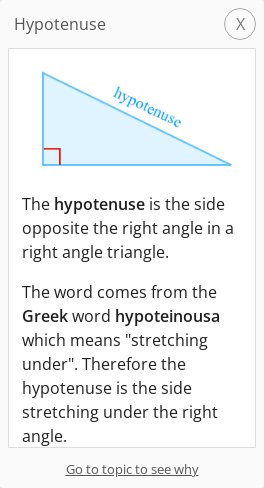 Hypotenuse
X
hypotenuse
The hypotenuse is the side
opposite the right angle in a
right angle triangle.
The word comes from the
Greek word hypoteinousa
which means "stretching
under". Therefore the
hypotenuse is the side
stretching under the right
angle.
Go to topic to see why